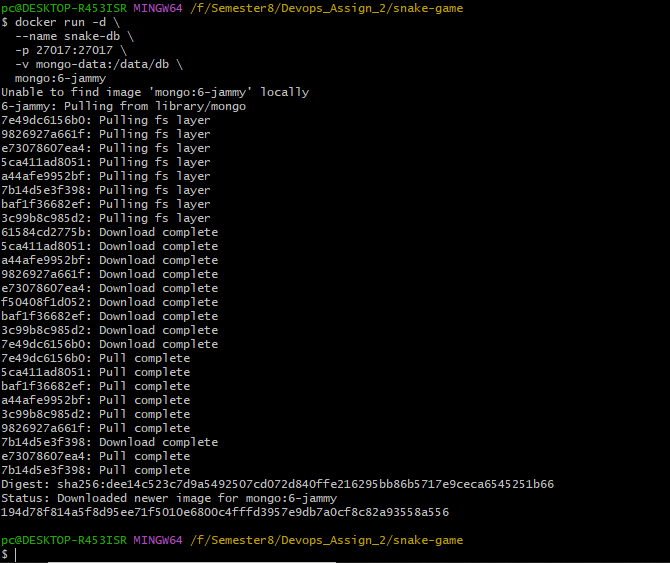 pc@DESKTOP-R453ISR MINGW64 /f/Semester8/Devops_Assign_2/snake-game
$ docker run -d \
  --name snake-db \
  -p 27017:27017 \
  -v mongo-data:/data/db \
  mongo:6-jammy
Unable to find image 'mongo:6-jammy' locally
6-jammy: Pulling from library/mongo
7e49dc6156b0: Pulling fs layer
9826927a661f: Pulling fs layer
e73078607ea4: Pulling fs layer
5ca411ad8051: Pulling fs layer
a44afe9952bf: Pulling fs layer
7b14d5e3f398: Pulling fs layer
baf1f36682ef: Pulling fs layer
3c99b8c985d2: Pulling fs layer
61584cd2775b: Download complete
5ca411ad8051: Download complete
a44afe9952bf: Download complete
9826927a661f: Download complete
e73078607ea4: Download complete
f50408f1d052: Download complete
baf1f36682ef: Download complete
3c99b8c985d2: Download complete
7e49dc6156b0: Download complete
7e49dc6156b0: Pull complete
5ca411ad8051: Pull complete
baf1f36682ef: Pull complete
a44afe9952bf: Pull complete
3c99b8c985d2: Pull complete
9826927a661f: Pull complete
7b14d5e3f398: Download complete
e73078607ea4: Pull complete
7b14d5e3f398: Pull complete
Digest: sha256:dee14c523c7d9a5492507cd072d840ffe216295bb86b5717e9ceca6545251b66
Status: Downloaded newer image for mongo:6-jammy
194d78f814a5f8d95ee71f5010e6800c4fffd3957e9db7a0cf8c82a93558a556

pc@DESKTOP-R453ISR MINGW64 /f/Semester8/Devops_Assign_2/snake-game
$